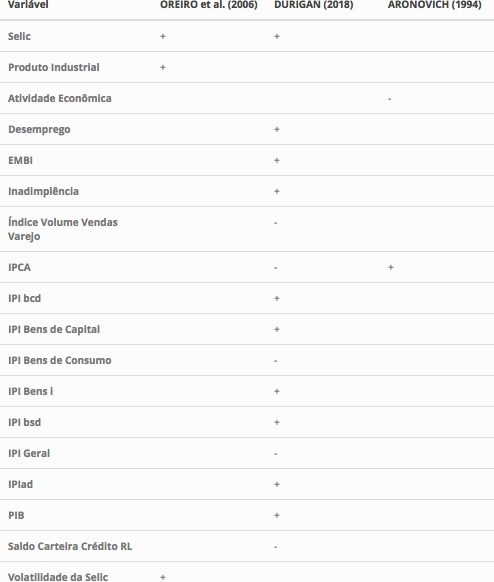 Variável OREIRO et al. (2006) DURIGAN (2018) ARONOVICH (1994)
Selic + +
Produto Industrial +
Atividade Econômica -
Desemprego +
EMBI +
Inadimplência +
Índice Volume Vendas
Varejo -
IPCA - +
IPI bcd +
IPI Bens de Capital +
IPI Bens de Consumo -
IPI Bens i +
IPI bsd +
IPI Geral -
IPIad +
PIB +
Saldo Carteira Crédito RL -
Volatilidade da Selic +